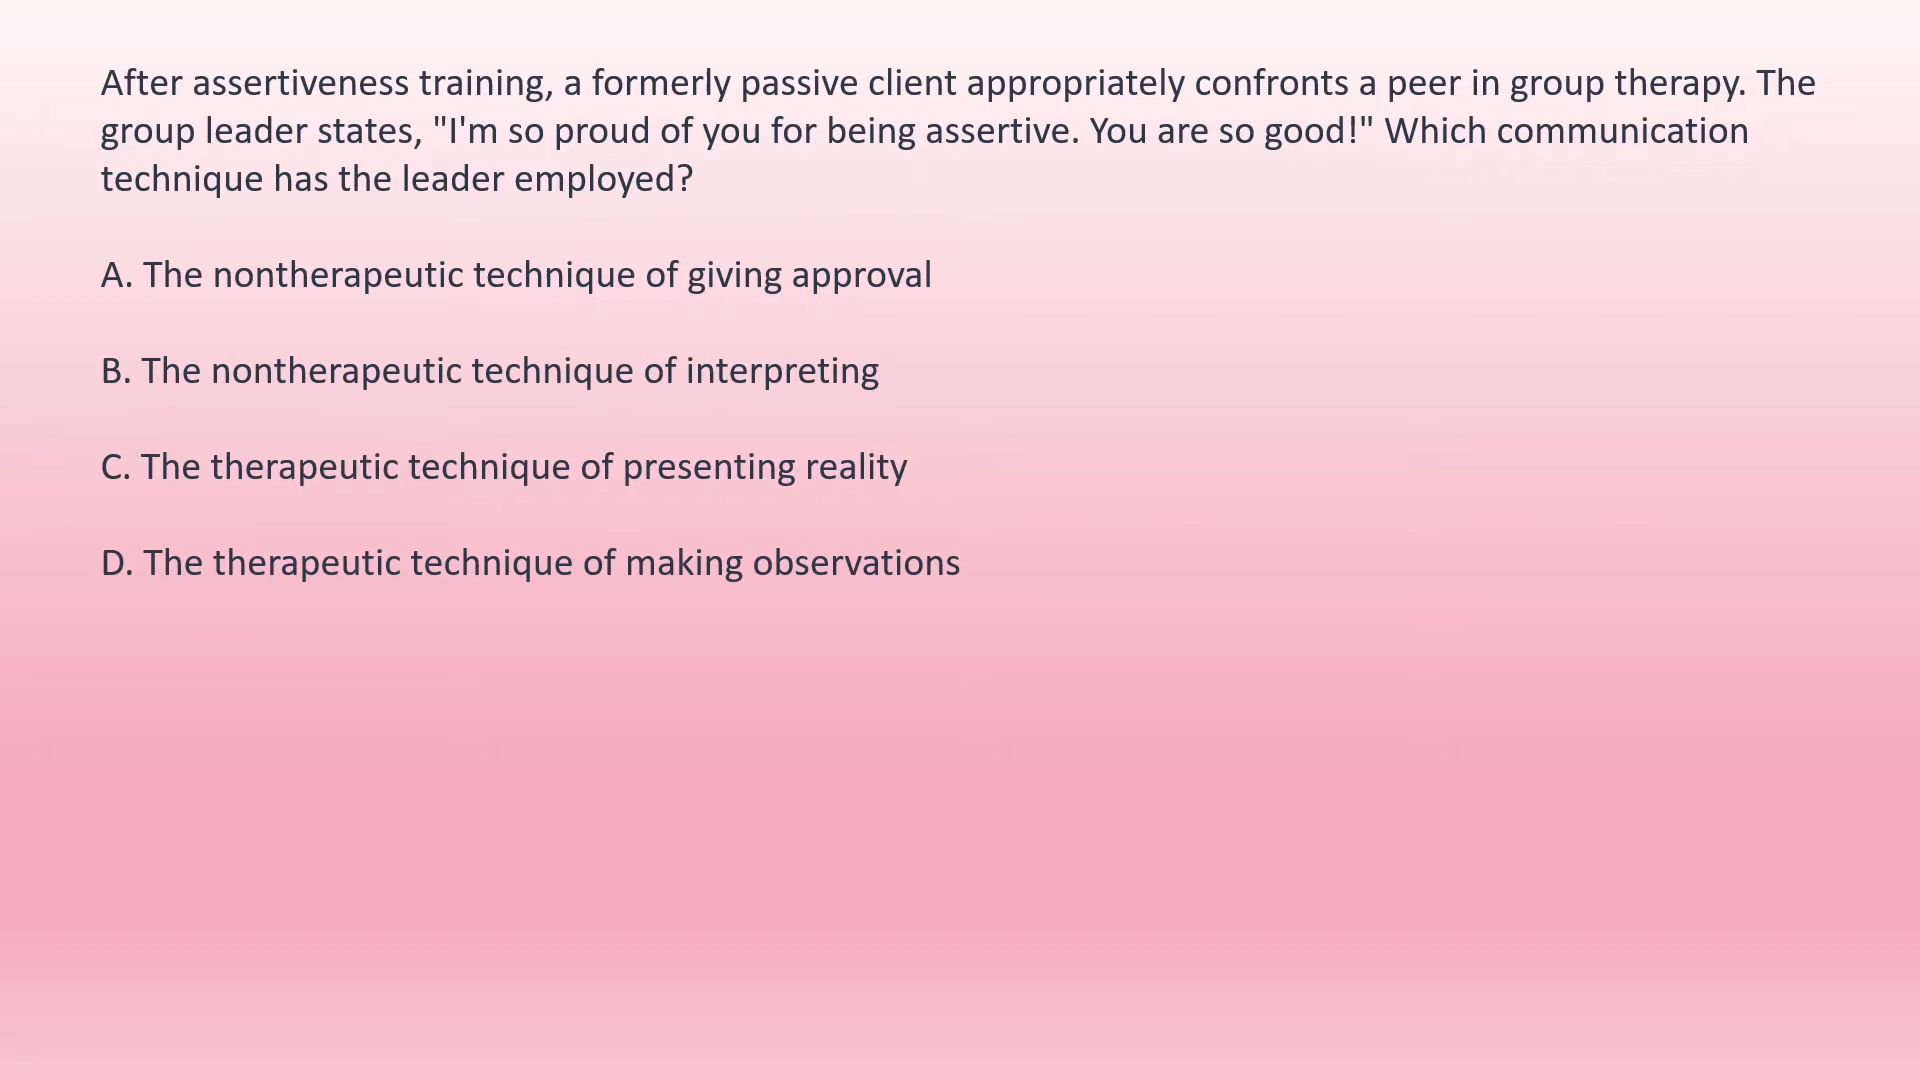 After assertiveness training, a formerly passive client appropriately confronts a peer in group therapy. The
group leader states, "I'm so proud of you for being assertive. You are so good!" Which communication
technique has the leader employed?
A. The nontherapeutic technique of giving approval
B. The nontherapeutic technique of interpreting
C. The therapeutic technique of presenting reality
D. The therapeutic technique of making observations